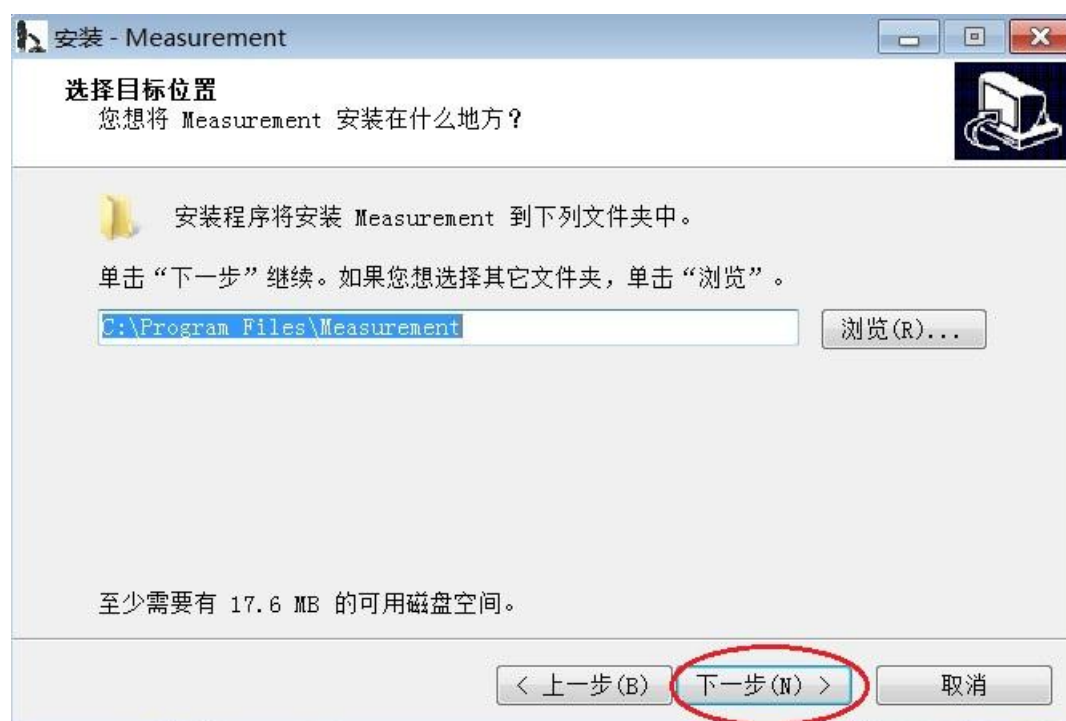 安装 - Measurement
选择目标位置
您想将 Measurement 安装在什么地方？
安装程序将安装 Measurement 到下列文件夹中。
单击“下一步”继续。如果您想选择其它文件夹，单击“浏览”。
C:\Program Files\Measurement
浏览(R)...
至少需要有 17.6 MB 的可用磁盘空间。
< 上一步(B)
下一步(N) >
取消